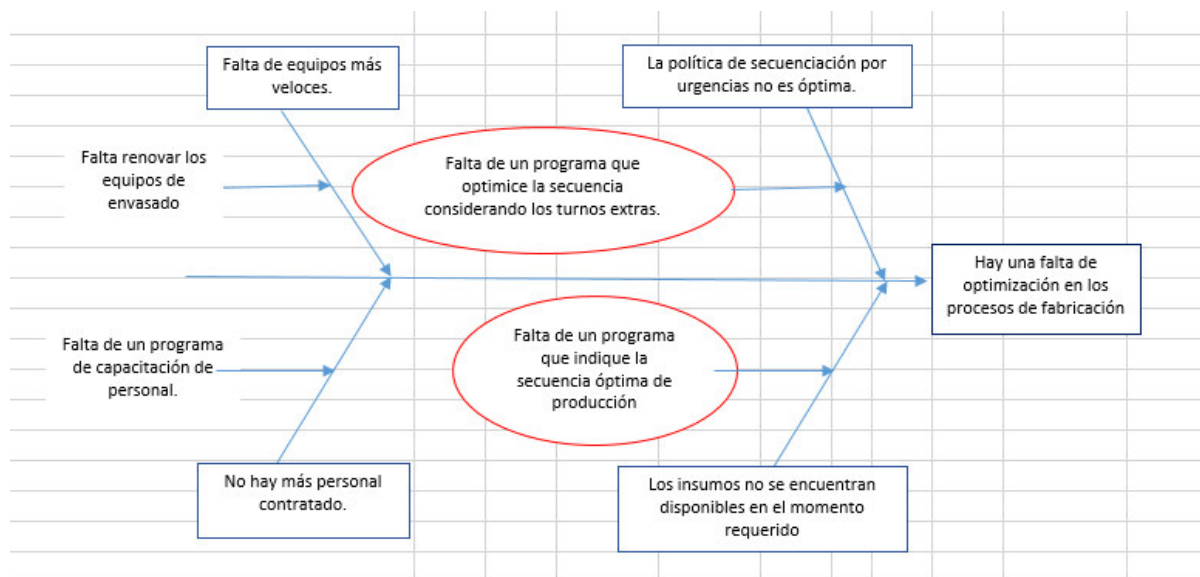 Falta de equipos más
veloces.
La política de secuenciación por
urgencias no es óptima.
Falta renovar los
equipos de
envasado
Falta de un programa que
optimice la secuencia
considerando los turnos extras.
Hay una falta de
optimización en los
procesos de fabricación
Falta de un programa
de capacitación de
personal.
Falta de un programa
que indique la
secuencia óptima de
producción
No hay más personal
contratado.
Los insumos no se encuentran
disponibles en el momento
requerido